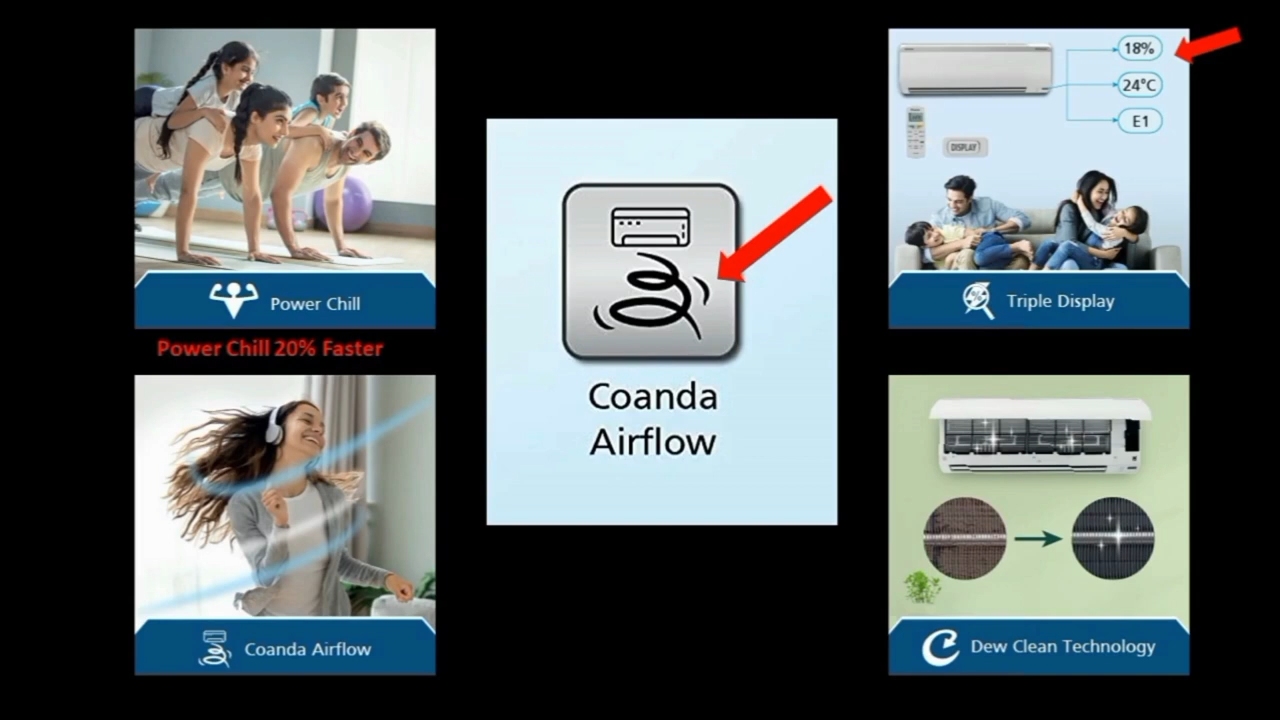 Power Chill
Power Chill 20% Faster
Coanda Airflow
Coanda
Airflow
18%
24°C
E1
DISPLAY
Triple Display
Dew Clean Technology